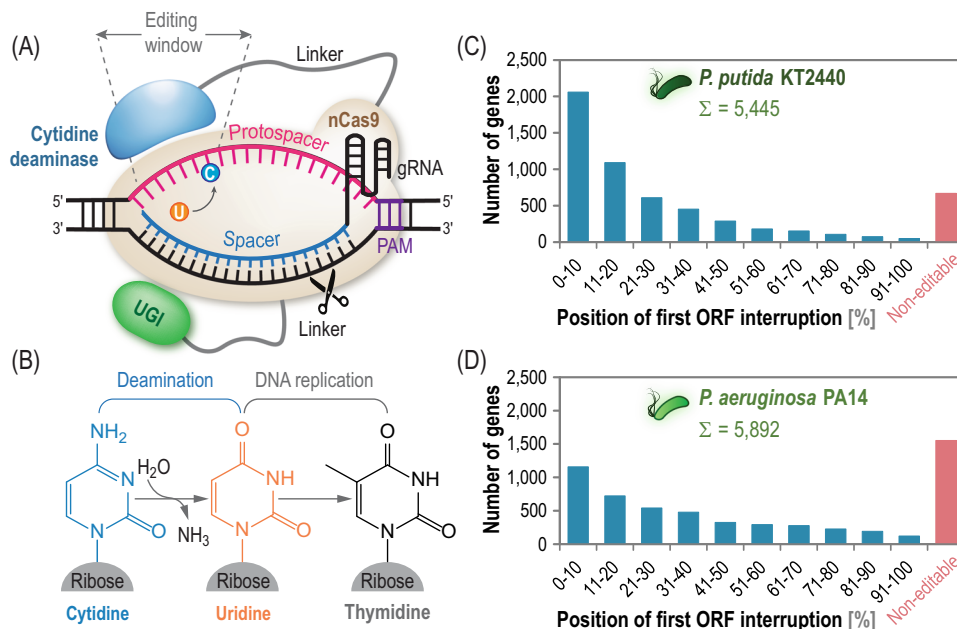 (A)
Editing
window
Linker
Cytidine
deaminase
nCas9
Protospacer
gRNA
C
U
5'
3'
5'
3'
Spacer
PAM
UGI
Linker
(B)
Deamination
DNA replication
NH2
N
H2O
N
O
NH3
Ribose
Cytidine
O
NH
N
O
Ribose
Uridine
O
NH
N
O
Ribose
Thymidine
(C)
Number of genes
2,500
2,000
1,500
1,000
500
0
P. putida KT2440
Σ = 5,445
0-10
11-20
21-30
31-40
41-50
51-60
61-70
71-80
81-90
91-100
Non-editable
Position of first ORF interruption [%]
(D)
Number of genes
2,500
2,000
1,500
1,000
500
0
P. aeruginosa PA14
Σ = 5,892
0-10
11-20
21-30
31-40
41-50
51-60
61-70
71-80
81-90
91-100
Non-editable
Position of first ORF interruption [%]